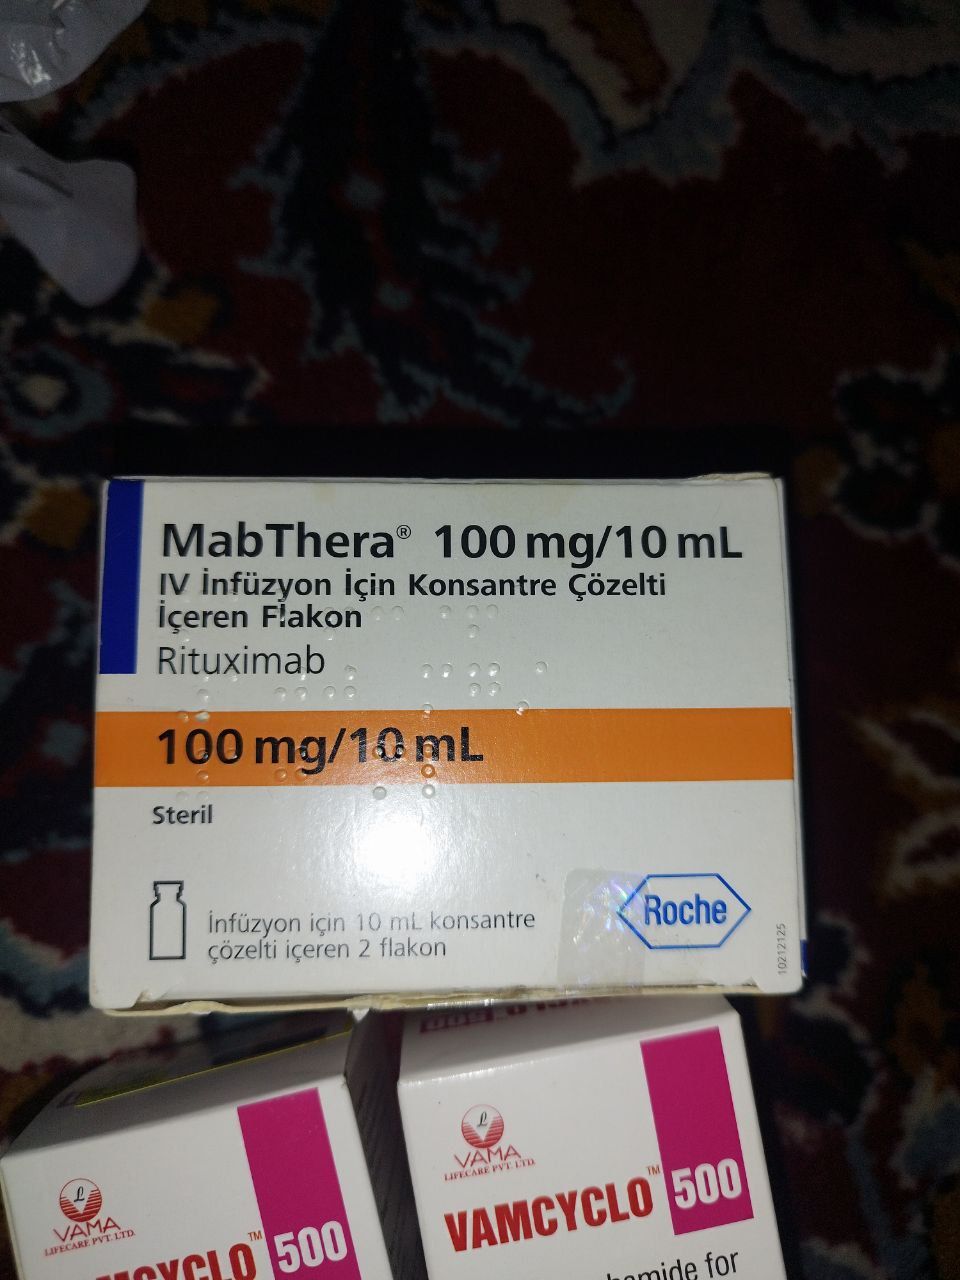 MabThera® 100 mg/10 mL
IV İnfüzyon İçin Konsantre Çözelti
İçeren Flakon
Rituximab
100 mg/10 mL
Steril
İnfüzyon için 10 mL konsantre
çözelti içeren 2 flakon
Roche
10212125
VAMA
LIFECARE PVT. LTD.
VAMCYCLO™ 500
for
VAMA
LIFECARE PVT. LTD.
500